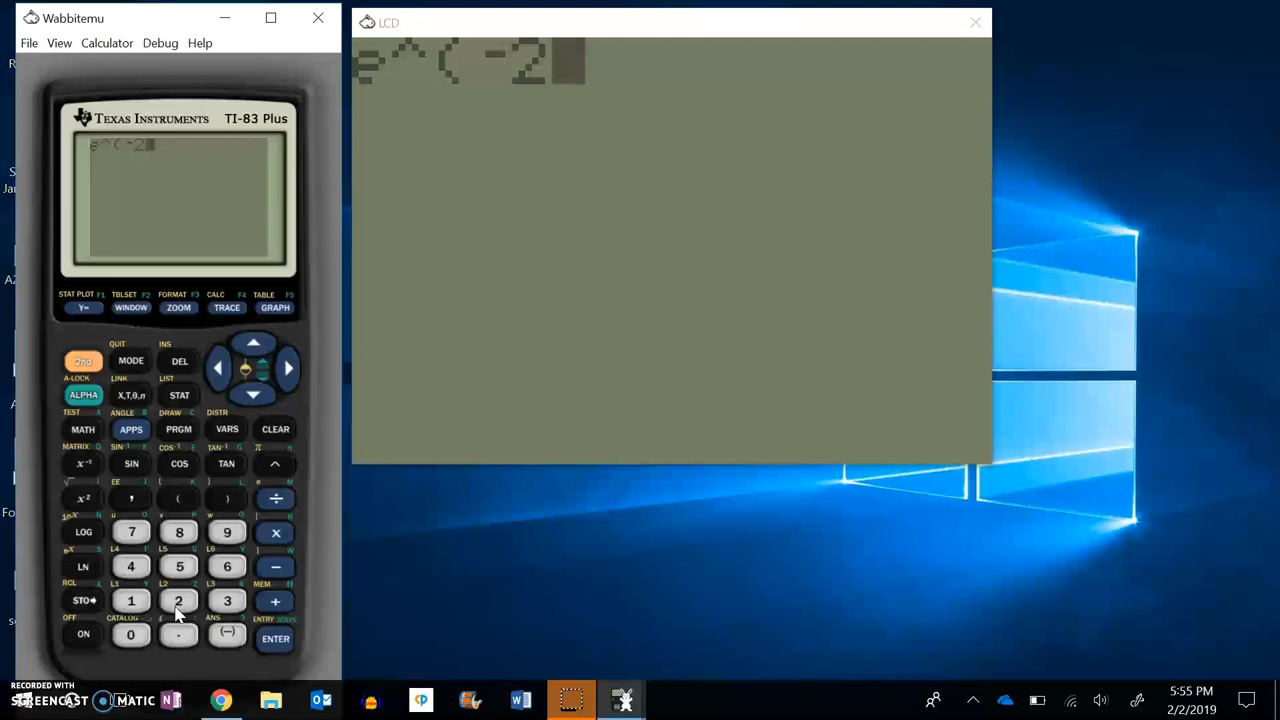 Wabbitemu
File View Calculator Debug Help
LCD
e^(-2
TEXAS INSTRUMENTS TI-83 Plus
e^(-2
STAT PLOT F1 TBLSET F2 FORMAT F3 CALC F4 TABLE F5
Y= WINDOW ZOOM TRACE GRAPH
QUIT INS
2nd MODE DEL
A-LOCK LINK LIST
ALPHA X,T,θ,n STAT
TEST A ANGLE B DRAW C DISTR
MATH APPS PRGM VARS CLEAR
MATRIX D SIN⁻¹ E COS⁻¹ F TAN⁻¹ G π H
x⁻¹ SIN COS TAN ^
EE J { K } L e M
x² , ( ) ÷
10ˣ N u O v P w Q [ R
LOG 7 8 9 X
eˣ S L4 T L5 U L6 V ] W
LN 4 5 6 −
RCL X L1 Y L2 Z L3 θ MEM "
STO➔ 1 2 3 +
OFF CATALOG ANS ? ENTRY SOLVE
ON 0 . (−) ENTER
RECORDED WITH
SCREENCAST MATIC
5:55 PM
2/2/2019